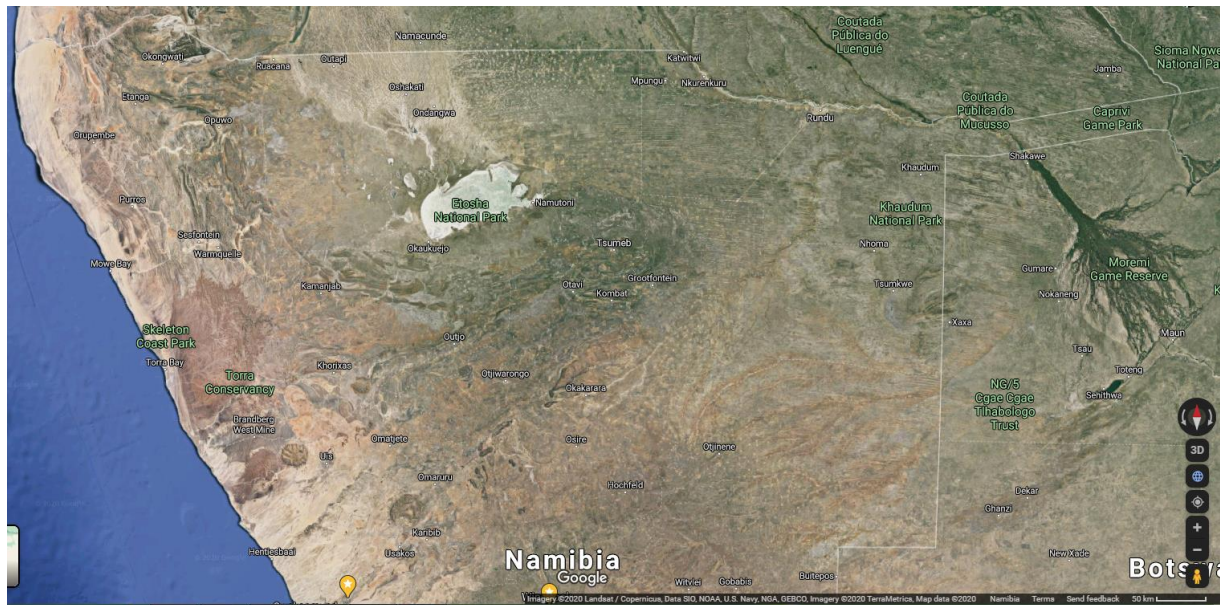 Coutada
Pública do
Luengué
Namacunde
Okongwati
Outapi
Ruacana
Katwitwi
Sioma Ngwe
National Pa
Jamba
Mpungu
Nkurenkuru
Oshakati
Etanga
Coutada
Pública do
Mucusso
Caprivi
Game Park
Ondangwa
Opuwo
Rundu
Orupembe
Shakawe
Khaudum
Purros
Etosha
National Park
Namutoni
Khaudum
National Park
Sesfontein
Warmquelle
Okaukuejo
Tsumeb
Nhoma
Mowe Bay
Moremi
Game Reserve
Gumare
Kamanjab
Otavi
Grootfontein
Kombat
Tsumkwe
Nokaneng
K
Xaxa
Skeleton
Coast Park
Outjo
Maun
Tsau
Torra Bay
Khorixas
Torra
Conservancy
Otjiwarongo
Okakarara
Toteng
NG/5
Cgae Cgae
Tlhabologo
Trust
Sehithwa
Brandberg
West Mine
Omatjete
Osire
Otjinene
3D
Uis
Omaruru
Hochfeld
Dekar
Ghanzi
Karibib
Hentiesbaai
Usakos
Namibia
Google
New Xade
Botswa
Witvlei
Gobabis
Buitepos
Imagery ©2020 Landsat / Copernicus, Data SIO, NOAA, U.S. Navy, NGA, GEBCO, Imagery ©2020 TerraMetrics, Map data ©2020
Namibia
Terms
Send feedback
50 km